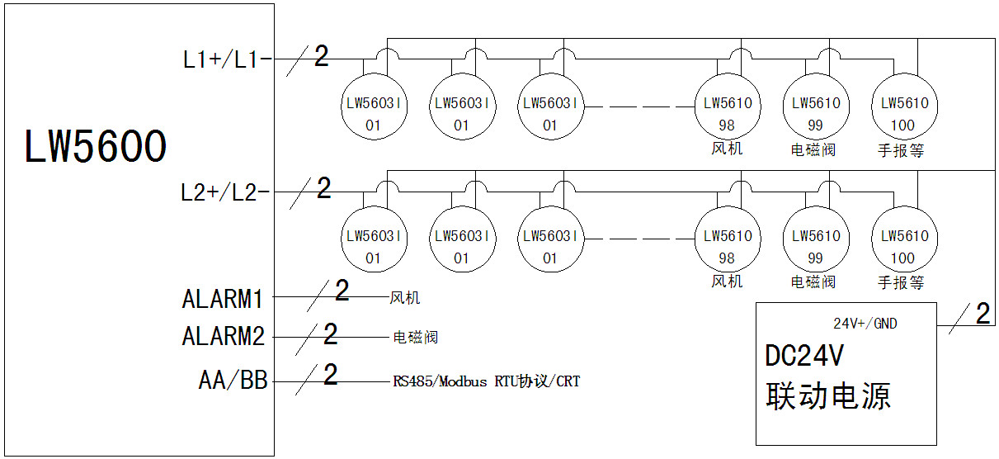 LW5600
L1+/L1-
2
LW5603I
01
LW5603I
01
LW5603I
01
LW5610
98
风机
LW5610
99
电磁阀
LW5610
100
手报等
L2+/L2-
2
LW5603I
01
LW5603I
01
LW5603I
01
LW5610
98
风机
LW5610
99
电磁阀
LW5610
100
手报等
ALARM1
2
风机
ALARM2
2
电磁阀
AA/BB
2
RS485/Modbus RTU协议/CRT
24V+/GND
2
DC24V
联动电源